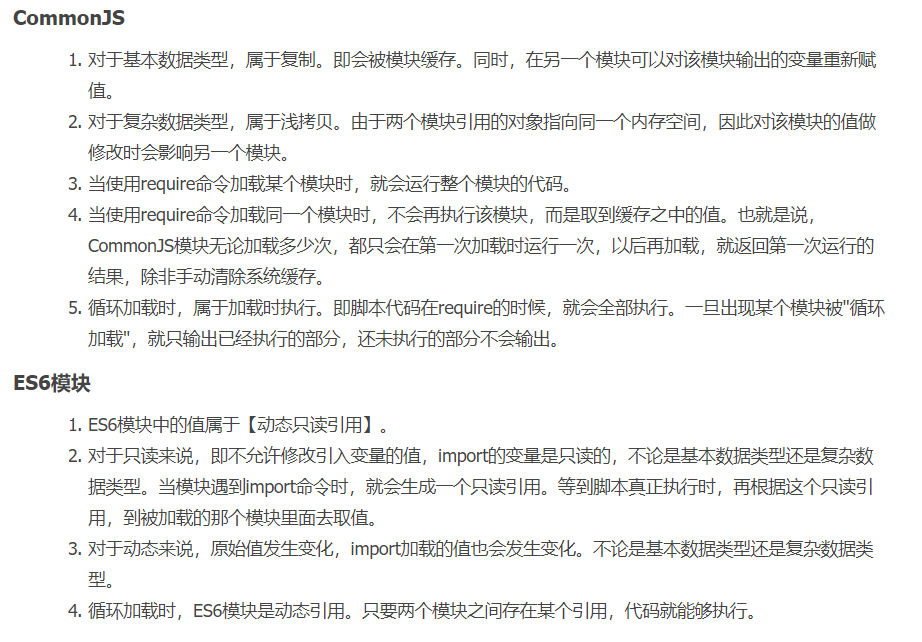 CommonJS
1. 对于基本数据类型，属于复制。即会被模块缓存。同时，在另一个模块可以对该模块输出的变量重新赋
值。
2. 对于复杂数据类型，属于浅拷贝。由于两个模块引用的对象指向同一个内存空间，因此对该模块的值做
修改时会影响另一个模块。
3. 当使用require命令加载某个模块时，就会运行整个模块的代码。
4. 当使用require命令加载同一个模块时，不会再执行该模块，而是取到缓存之中的值。也就是说，
CommonJS模块无论加载多少次，都只会在第一次加载时运行一次，以后再加载，就返回第一次运行的
结果，除非手动清除系统缓存。
5. 循环加载时，属于加载时执行。即脚本代码在require的时候，就会全部执行。一旦出现某个模块被"循环
加载"，就只输出已经执行的部分，还未执行的部分不会输出。
ES6模块
1. ES6模块中的值属于【动态只读引用】。
2. 对于只读来说，即不允许修改引入变量的值，import的变量是只读的，不论是基本数据类型还是复杂数
据类型。当模块遇到import命令时，就会生成一个只读引用。等到脚本真正执行时，再根据这个只读引
用，到被加载的那个模块里面去取值。
3. 对于动态来说，原始值发生变化，import加载的值也会发生变化。不论是基本数据类型还是复杂数据类
型。
4. 循环加载时，ES6模块是动态引用。只要两个模块之间存在某个引用，代码就能够执行。